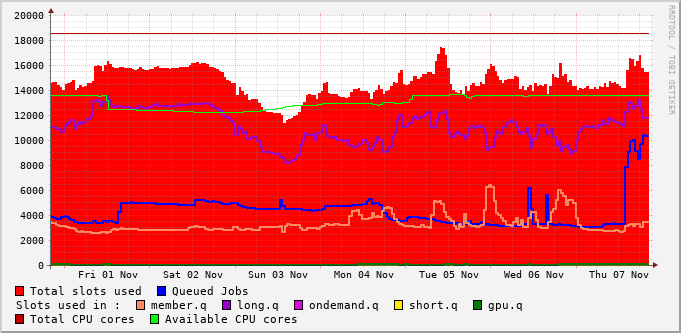 20000
18000
16000
14000
12000
10000
8000
6000
4000
2000
0
Fri 01 Nov Sat 02 Nov Sun 03 Nov Mon 04 Nov Tue 05 Nov Wed 06 Nov Thu 07 Nov
RRDTOOL / TOBI OETIKER
Total slots used Queued Jobs
Slots used in : member.q long.q ondemand.q short.q gpu.q
Total CPU cores Available CPU cores